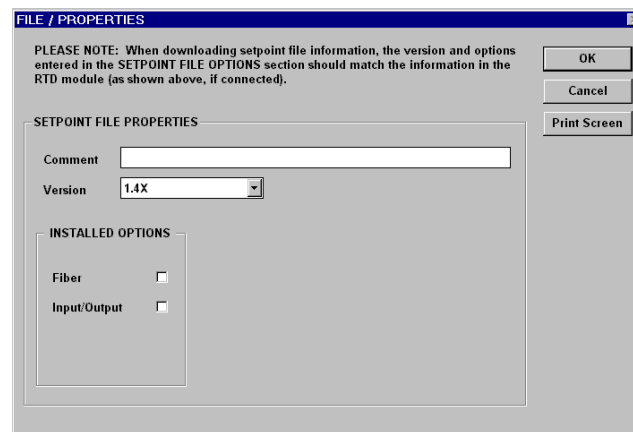 FILE / PROPERTIES
PLEASE NOTE: When downloading setpoint file information, the version and options
entered in the SETPOINT FILE OPTIONS section should match the information in the
RTD module (as shown above, if connected).
OK
Cancel
Print Screen
SETPOINT FILE PROPERTIES
Comment
Version 1.4X
INSTALLED OPTIONS
Fiber
Input/Output